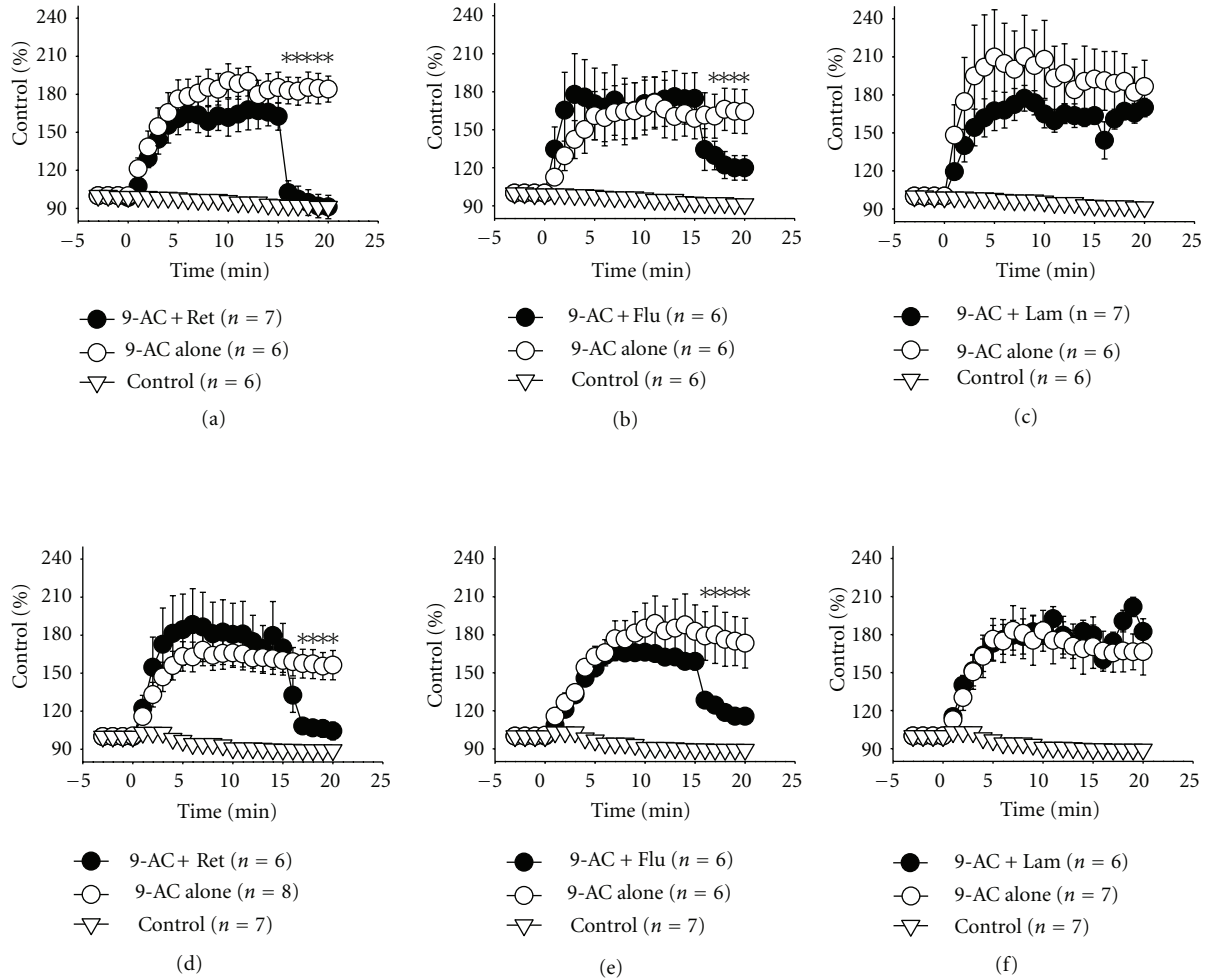 240
210
180
150
120
90
Control (%)
*****
−5 0 5 10 15 20 25
Time (min)
9-AC + Ret (n = 7)
9-AC alone (n = 6)
Control (n = 6)
(a)
240
210
180
150
120
90
Control (%)
****
−5 0 5 10 15 20 25
Time (min)
9-AC + Flu (n = 6)
9-AC alone (n = 6)
Control (n = 6)
(b)
240
210
180
150
120
90
Control (%)
−5 0 5 10 15 20 25
Time (min)
9-AC + Lam (n = 7)
9-AC alone (n = 6)
Control (n = 6)
(c)
240
210
180
150
120
90
Control (%)
****
−5 0 5 10 15 20 25
Time (min)
9-AC + Ret (n = 6)
9-AC alone (n = 8)
Control (n = 7)
(d)
240
210
180
150
120
90
Control (%)
*****
−5 0 5 10 15 20 25
Time (min)
9-AC + Flu (n = 6)
9-AC alone (n = 6)
Control (n = 7)
(e)
240
210
180
150
120
90
Control (%)
−5 0 5 10 15 20 25
Time (min)
9-AC + Lam (n = 6)
9-AC alone (n = 7)
Control (n = 7)
(f)